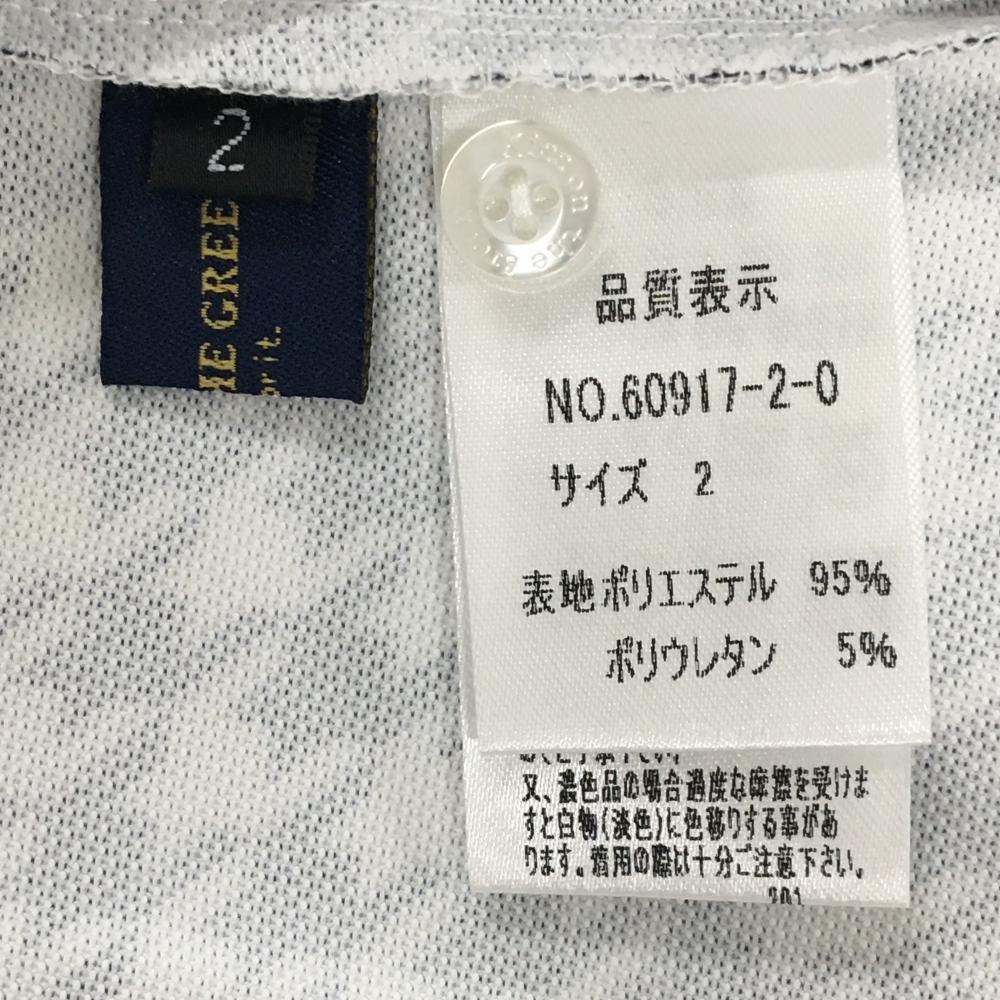 2
HE GREE
rit.
品質表示
NO.60917-2-0
サイズ 2
表地ポリエステル 95%
ポリウレタン 5%
又、濃色品の場合過度な摩擦を受けま
すと白物(淡色)に色移りする事があ
ります。着用の際は十分ご注意下さい。
201